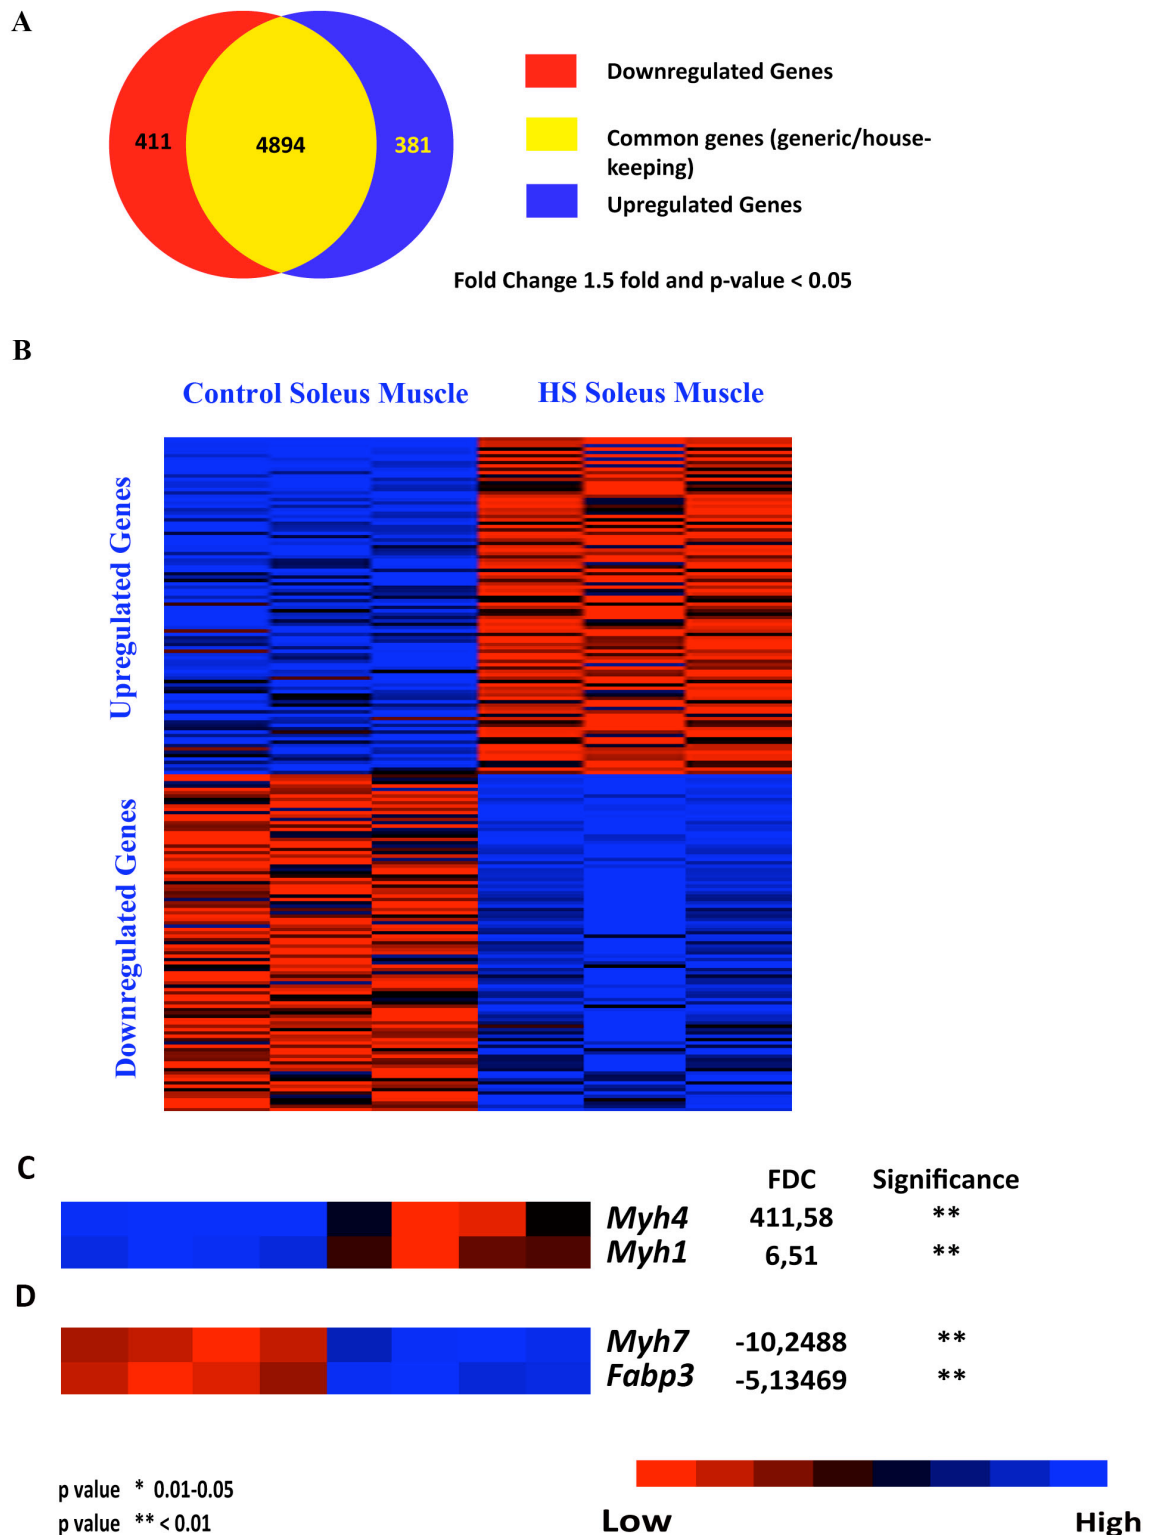 A
411
4894
381
Downregulated Genes
Common genes (generic/house-
keeping)
Upregulated Genes
Fold Change 1.5 fold and p-value < 0.05
B
Control Soleus Muscle
HS Soleus Muscle
Upregulated Genes
Downregulated Genes
C
FDC Significance
Myh4 411,58 **
Myh1 6,51 **
D
Myh7 -10,2488 **
Fabp3 -5,13469 **
p value * 0.01-0.05
p value ** < 0.01
Low High